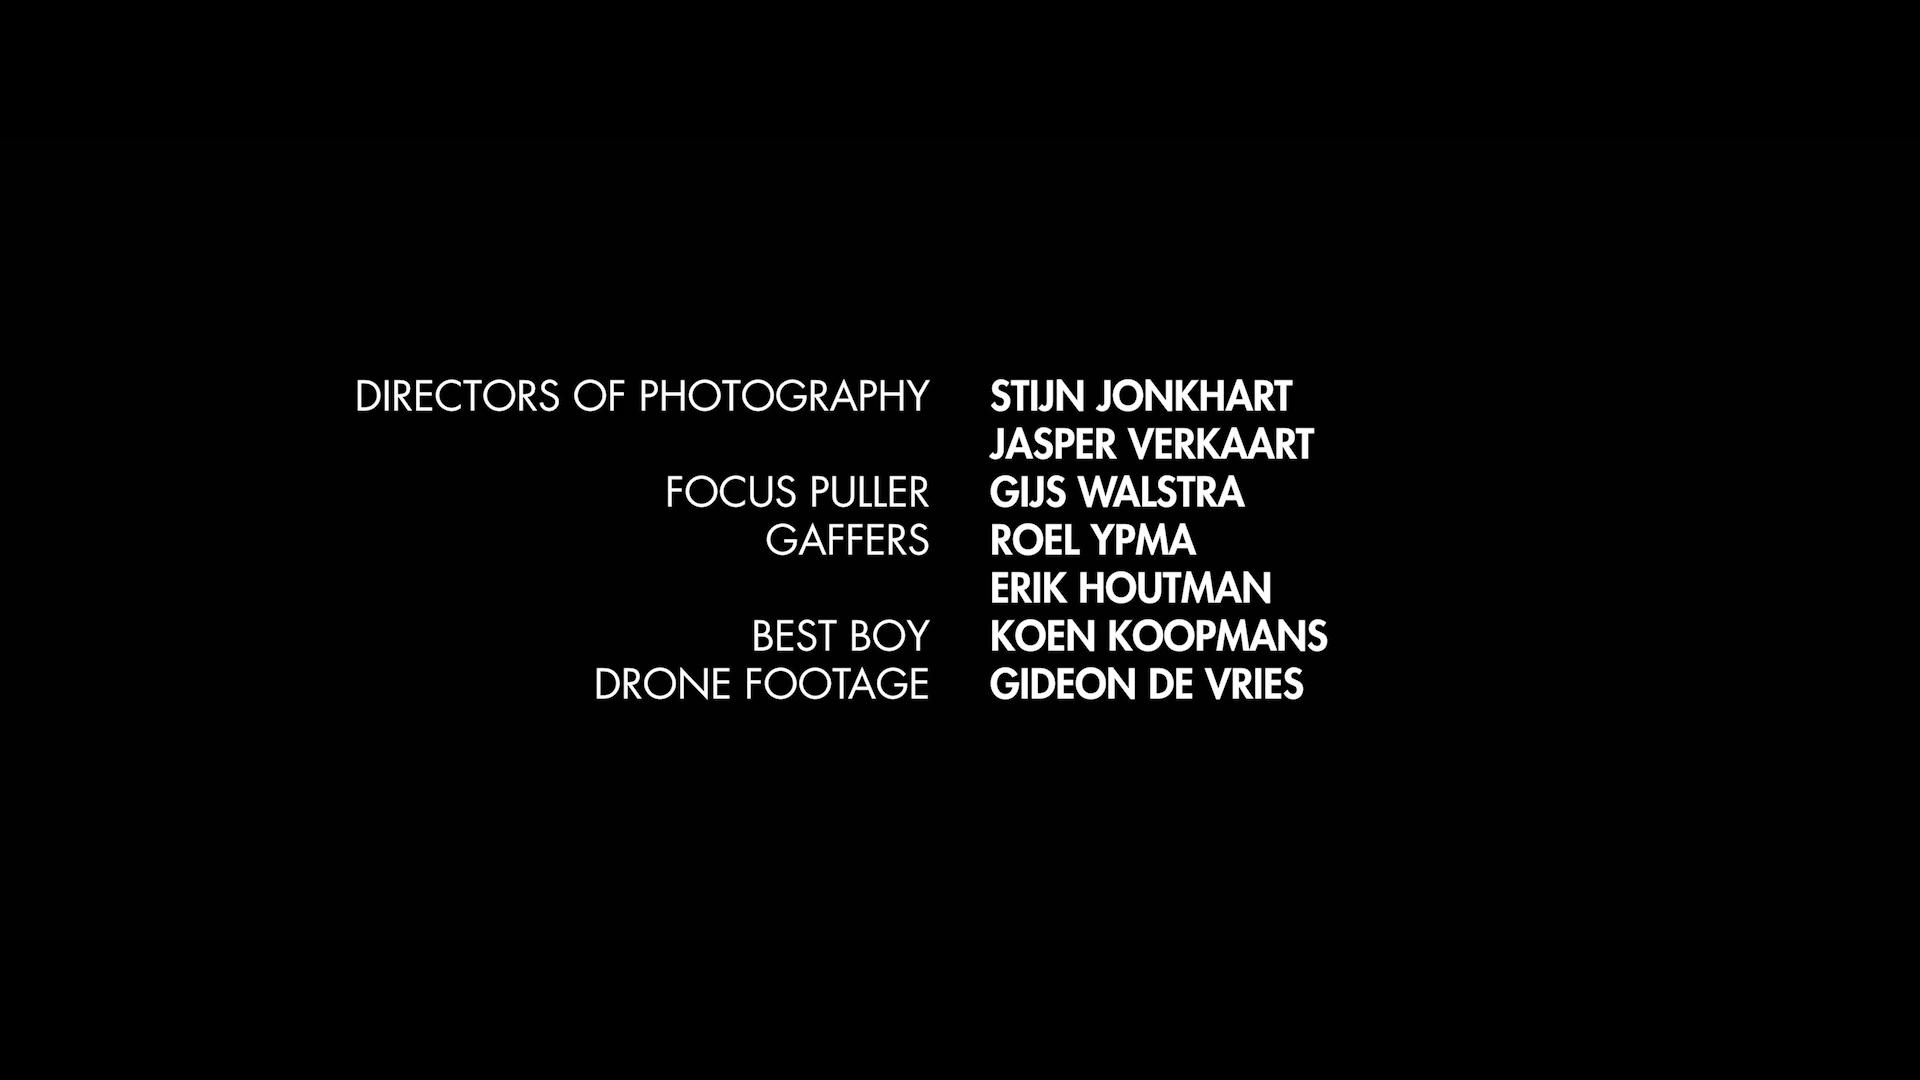 DIRECTORS OF PHOTOGRAPHY STIJN JONKHART
JASPER VERKAART
FOCUS PULLER GIJS WALSTRA
GAFFERS ROEL YPMA
ERIK HOUTMAN
BEST BOY KOEN KOOPMANS
DRONE FOOTAGE GIDEON DE VRIES